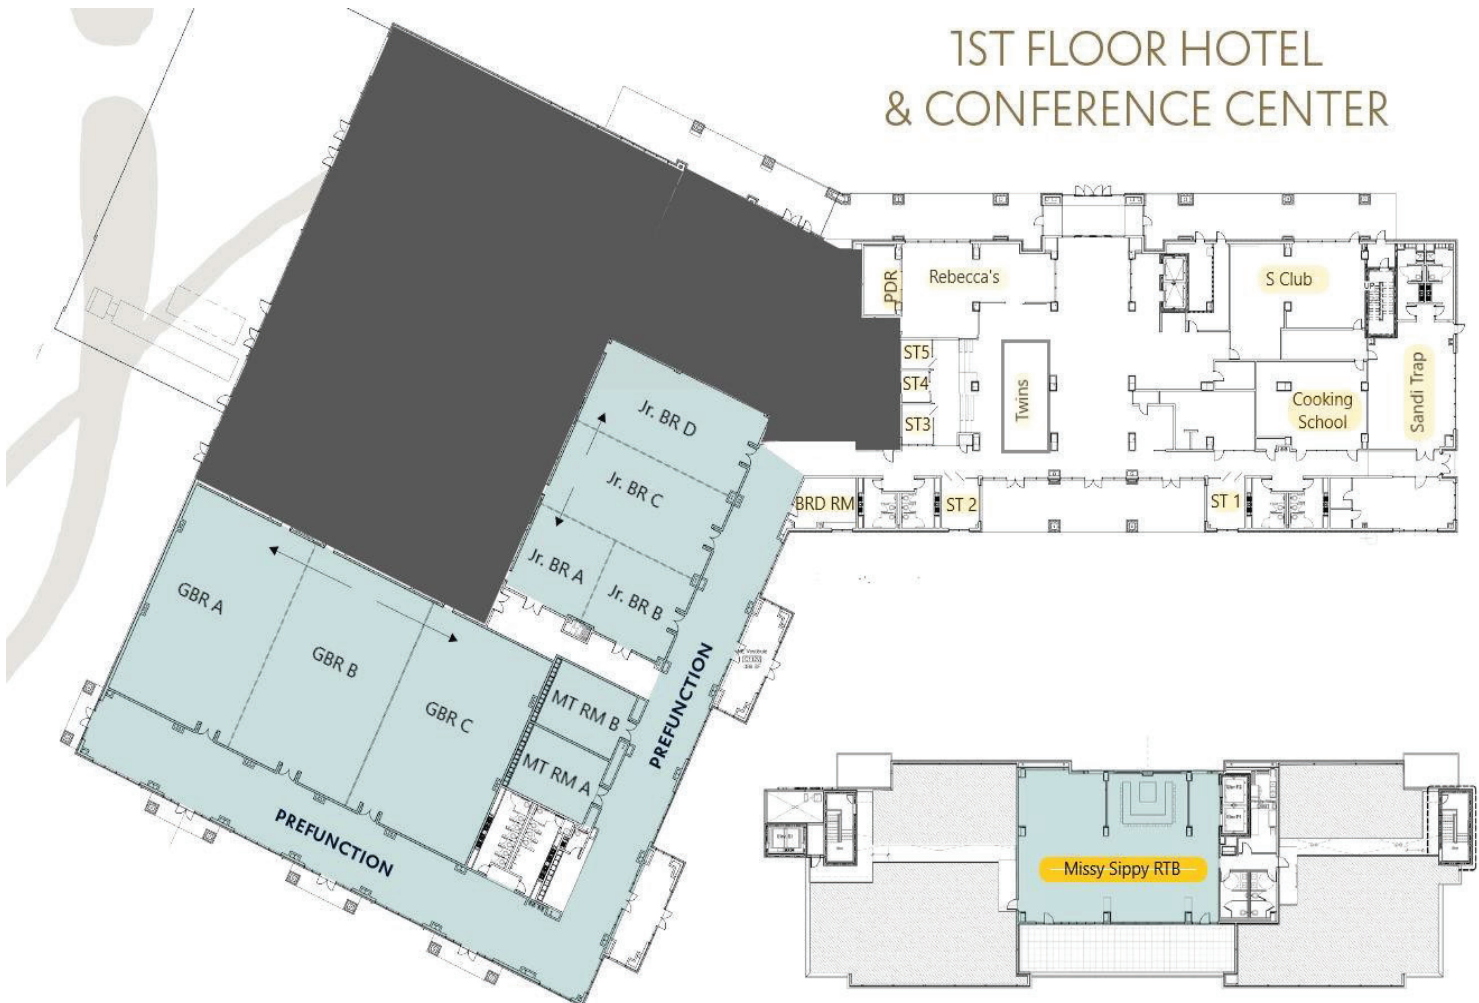 1ST FLOOR HOTEL
& CONFERENCE CENTER
PDR
Rebecca's
S Club
UP
ST5
ST4
ST3
Twins
Cooking
School
Sandi Trap
Jr. BR D
Jr. BR C
Jr. BR A
Jr. BR B
BRD RM
ST 2
ST 1
GBR A
GBR B
GBR C
MT RM B
MT RM A
PREFUNCTION
PREFUNCTION
Missy Sippy RTB